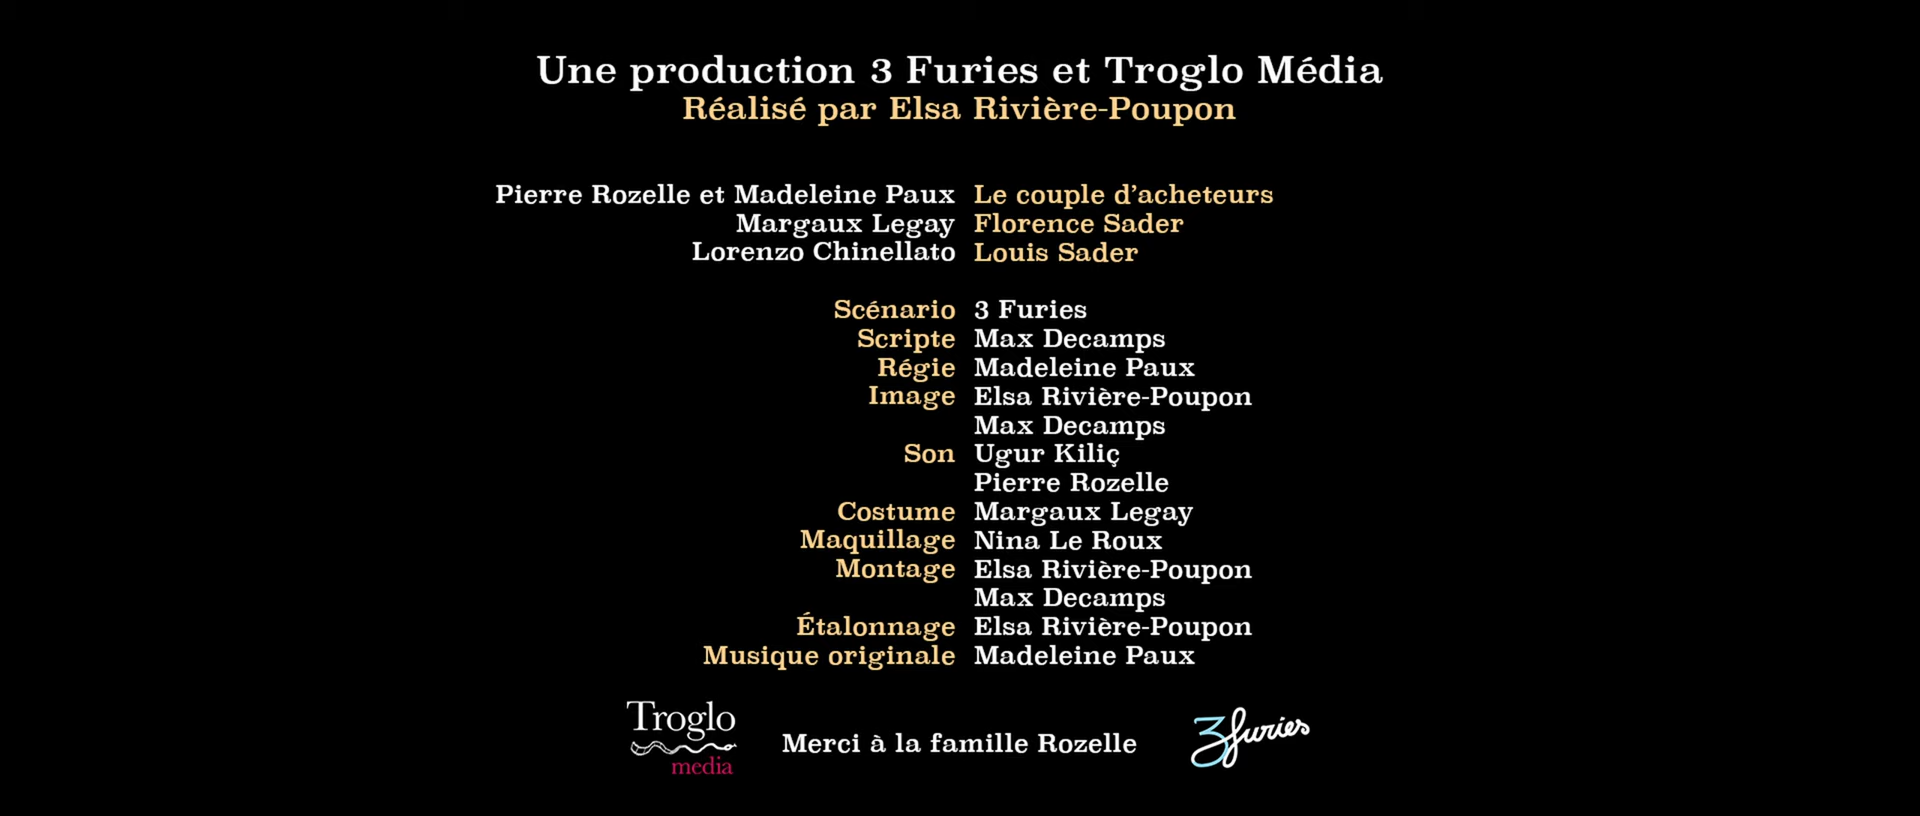 Une production 3 Furies et Troglo Média
Réalisé par Elsa Rivière-Poupon
Pierre Rozelle et Madeleine Paux Le couple d'acheteurs
Margaux Legay Florence Sader
Lorenzo Chinellato Louis Sader
Scénario 3 Furies
Scripte Max Decamps
Régie Madeleine Paux
Image Elsa Rivière-Poupon
Max Decamps
Son Ugur Kiliç
Pierre Rozelle
Costume Margaux Legay
Maquillage Nina Le Roux
Montage Elsa Rivière-Poupon
Max Decamps
Étalonnage Elsa Rivière-Poupon
Musique originale Madeleine Paux
Troglo
media
Merci à la famille Rozelle
3furies